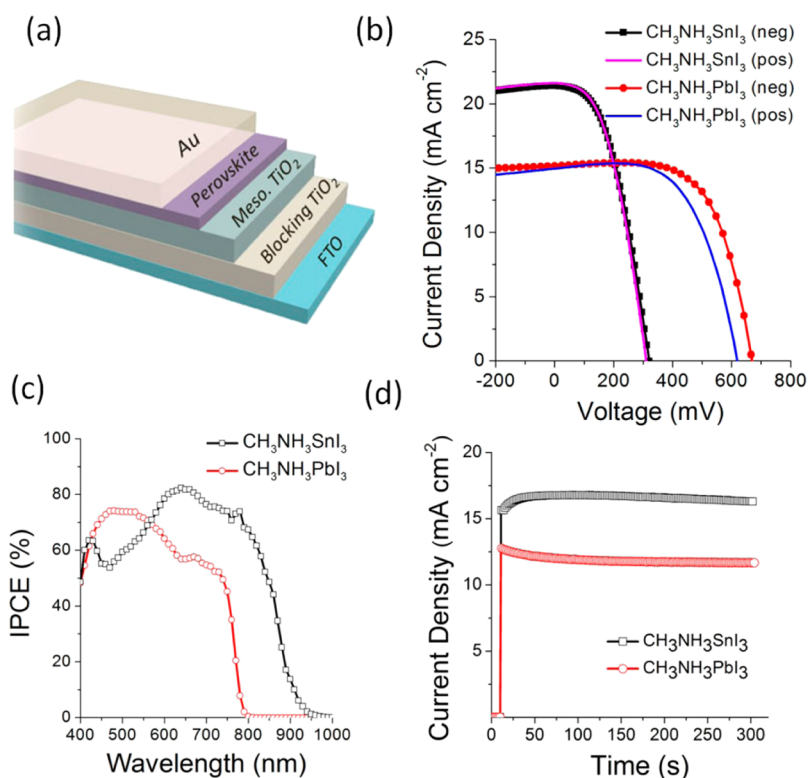 (a)
Au
Perovskite
Meso. TiO₂
Blocking TiO₂
FTO
(b)
CH₃NH₃SnI₃ (neg)
CH₃NH₃SnI₃ (pos)
CH₃NH₃PbI₃ (neg)
CH₃NH₃PbI₃ (pos)
Current Density (mA cm⁻²)
25
20
15
10
5
0
-200 0 200 400 600 800
Voltage (mV)
(c)
CH₃NH₃SnI₃
CH₃NH₃PbI₃
IPCE (%)
100
80
60
40
20
0
400 500 600 700 800 900 1000
Wavelength (nm)
(d)
Current Density (mA cm⁻²)
20
15
10
5
CH₃NH₃SnI₃
CH₃NH₃PbI₃
0 50 100 150 200 250 300
Time (s)